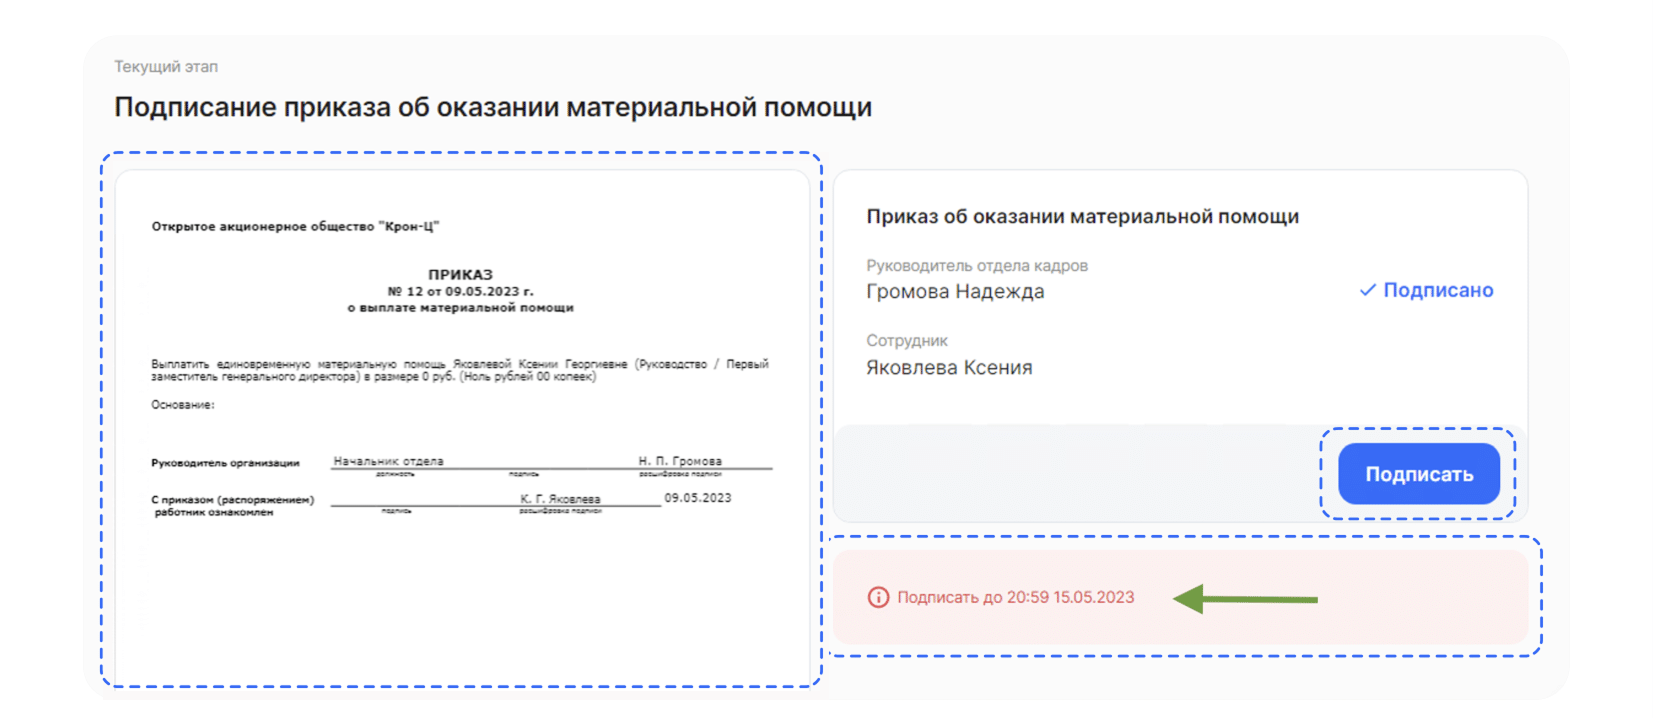 Текущий этап
Подписание приказа об оказании материальной помощи
Открытое акционерное общество "Крон-Ц"
ПРИКАЗ
№ 12 от 09.05.2023 г.
о выплате материальной помощи
Выплатить единовременную материальную помощь Яковлевой Ксении Георгиевне (Руководство / Первый
заместитель генерального директора) в размере 0 руб. (Ноль рублей 00 копеек)
Основание:
Руководитель организации Начальник отдела Н. П. Громова
должность подпись расшифровка подписи
С приказом (распоряжением)
работник ознакомлен К. Г. Яковлева 09.05.2023
подпись расшифровка подписи
Приказ об оказании материальной помощи
Руководитель отдела кадров
Громова Надежда
Подписано
Сотрудник
Яковлева Ксения
Подписать
Подписать до 20:59 15.05.2023